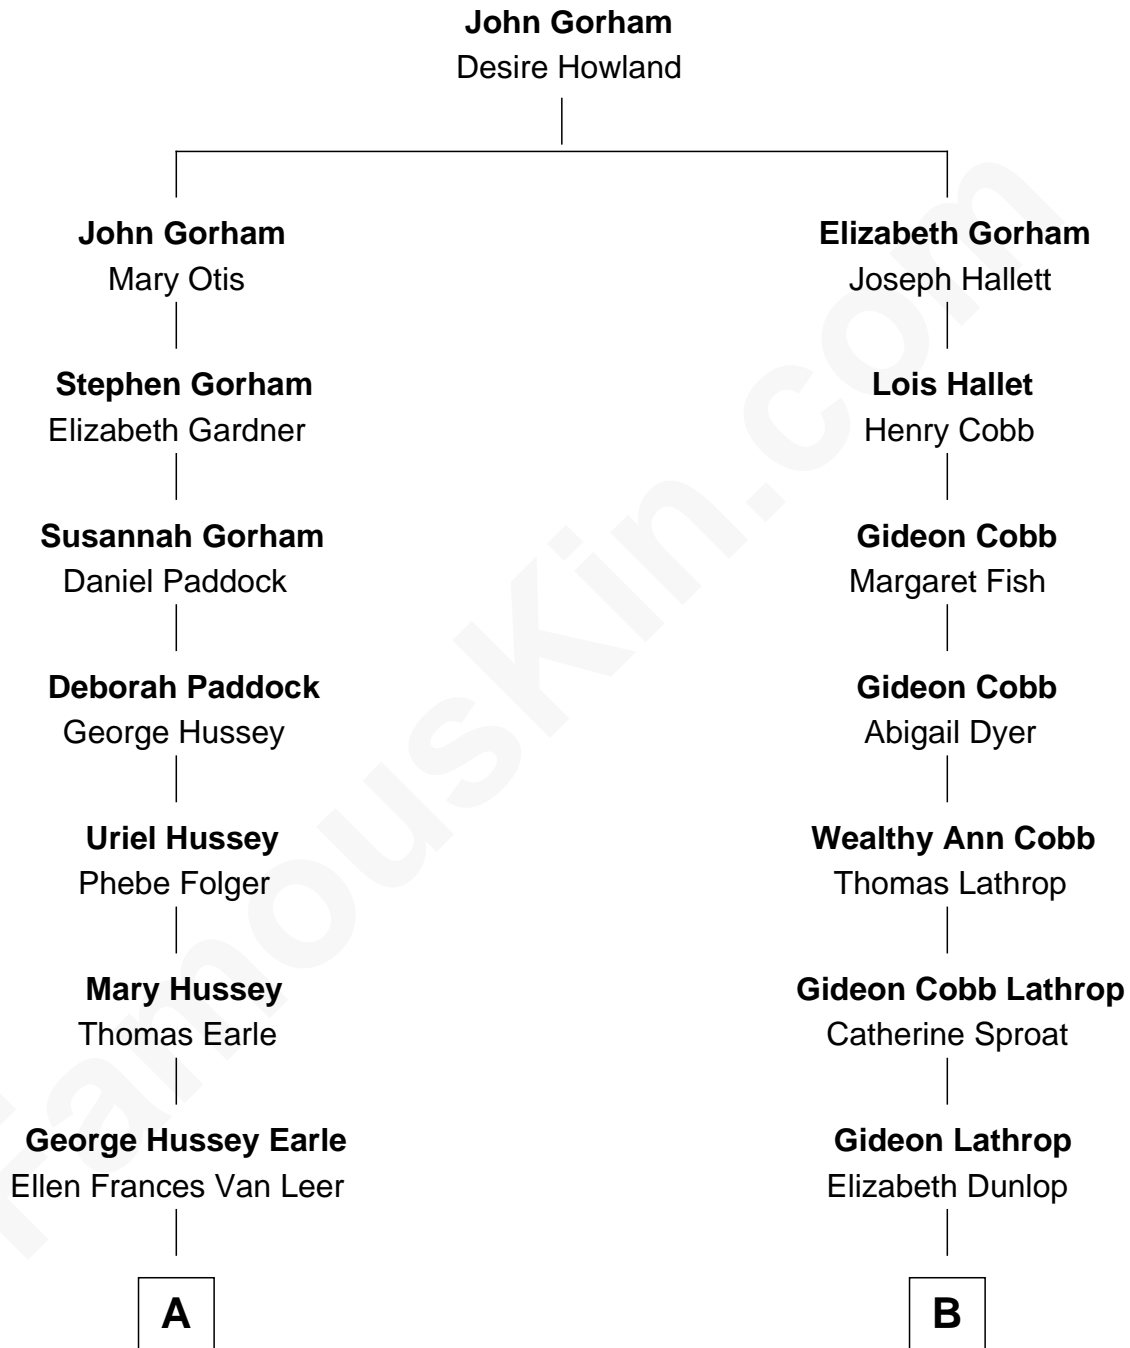 John Gorham
Desire Howland
John Gorham
Mary Otis
Elizabeth Gorham
Joseph Hallett
Stephen Gorham
Elizabeth Gardner
Lois Hallet
Henry Cobb
Susannah Gorham
Daniel Paddock
Gideon Cobb
Margaret Fish
Deborah Paddock
George Hussey
Gideon Cobb
Abigail Dyer
Uriel Hussey
Phebe Folger
Wealthy Ann Cobb
Thomas Lathrop
Mary Hussey
Thomas Earle
Gideon Cobb Lathrop
Catherine Sproat
George Hussey Earle
Ellen Frances Van Leer
Gideon Lathrop
Elizabeth Dunlop
A
B
FamousKin.com